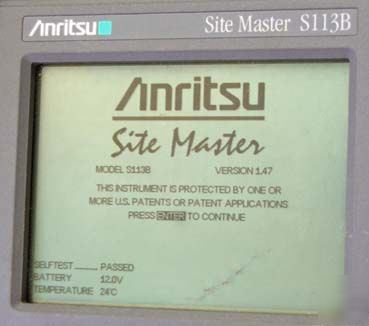 Anritsu Site Master S113B
Anritsu
Site Master
MODEL S113B VERSION 1.47
THIS INSTRUMENT IS PROTECTED BY ONE OR
MORE U.S. PATENTS OR PATENT APPLICATIONS
PRESS ENTER TO CONTINUE
SELFTEST ........ PASSED
BATTERY 12.0V
TEMPERATURE 24°C